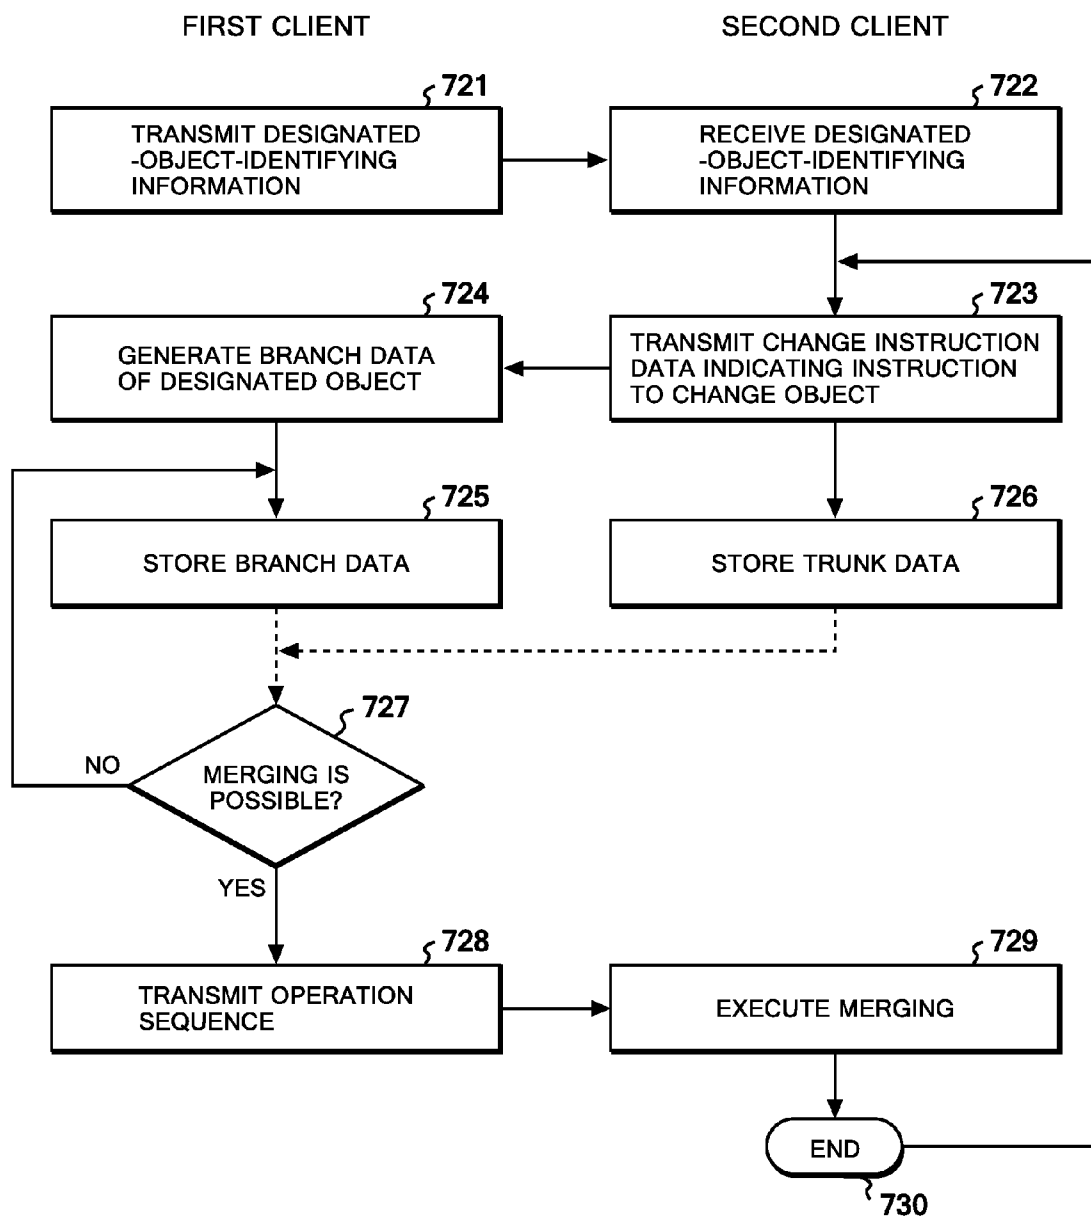 FIRST CLIENT
SECOND CLIENT
721
TRANSMIT DESIGNATED
-OBJECT-IDENTIFYING
INFORMATION
722
RECEIVE DESIGNATED
-OBJECT-IDENTIFYING
INFORMATION
724
GENERATE BRANCH DATA
OF DESIGNATED OBJECT
723
TRANSMIT CHANGE INSTRUCTION
DATA INDICATING INSTRUCTION
TO CHANGE OBJECT
725
STORE BRANCH DATA
726
STORE TRUNK DATA
727
MERGING IS
POSSIBLE?
NO
YES
728
TRANSMIT OPERATION
SEQUENCE
729
EXECUTE MERGING
END
730